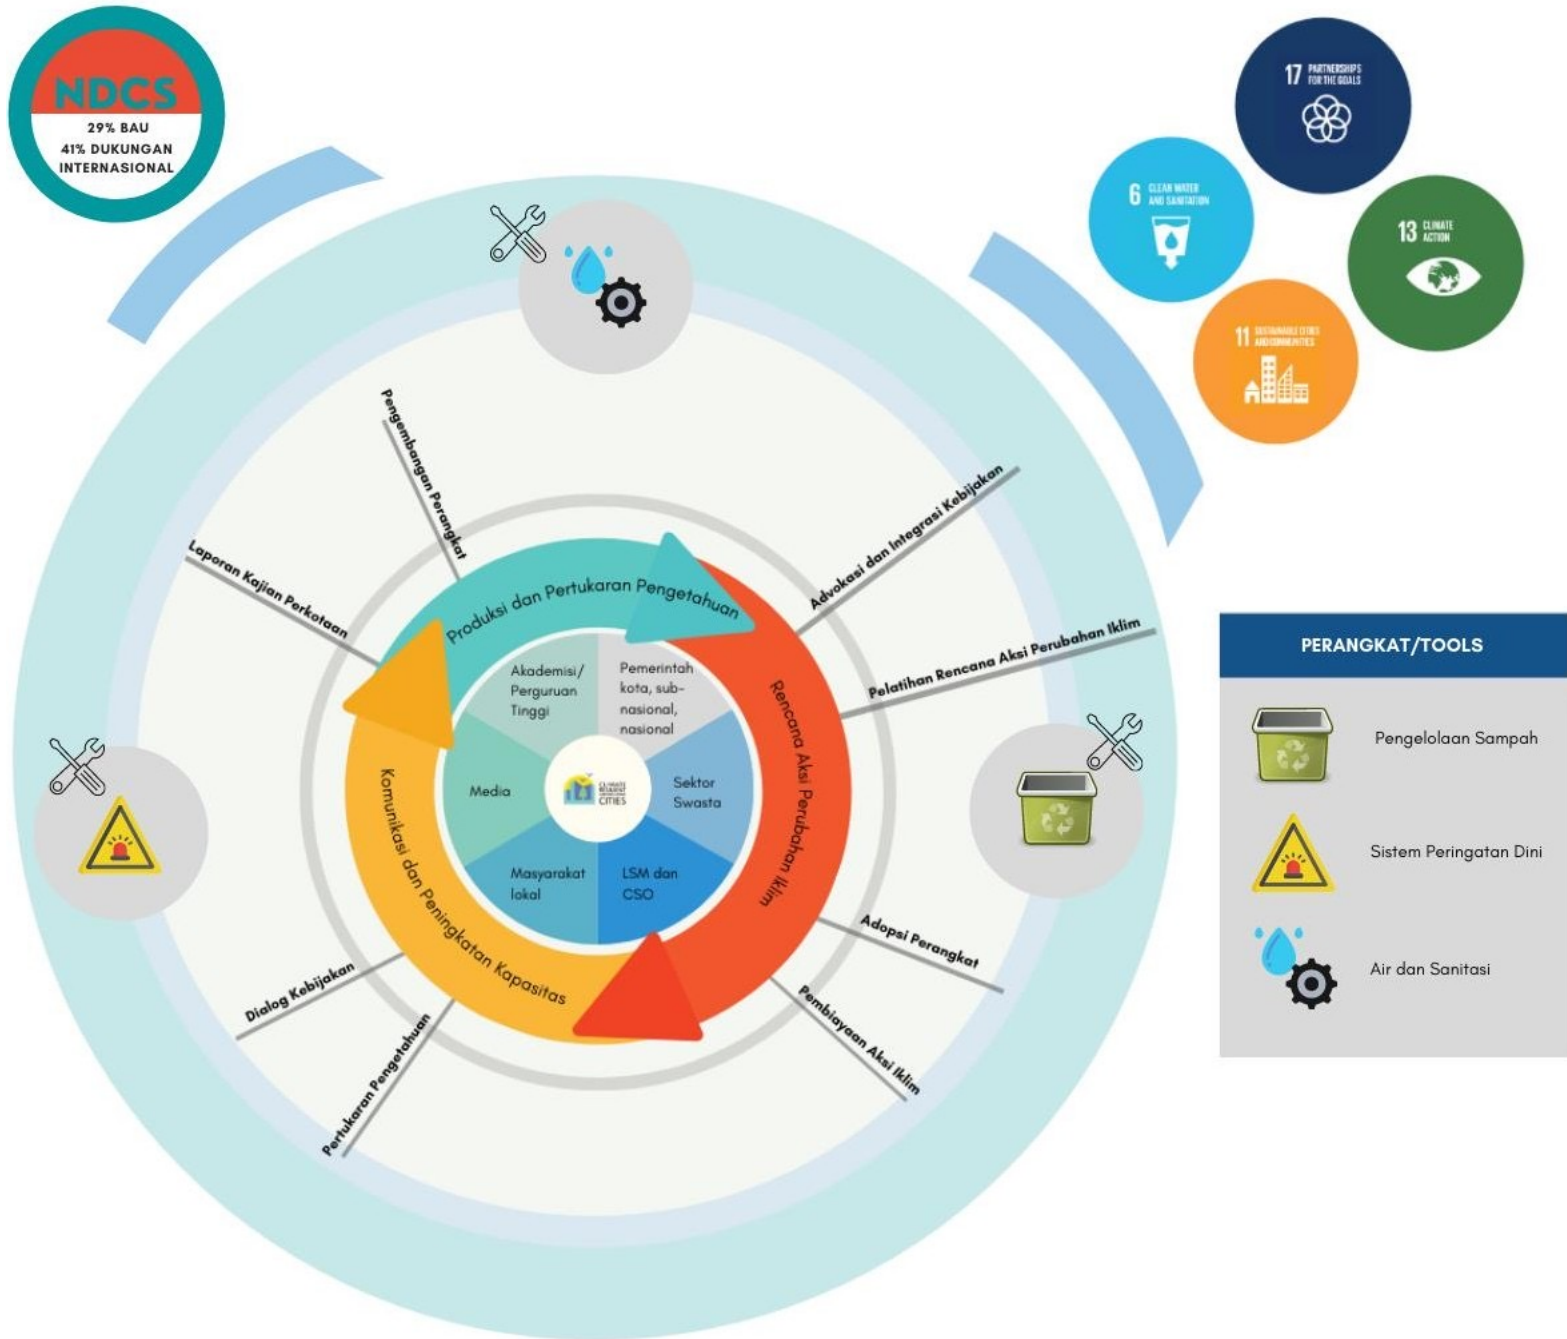 NDCS
29% BAU
41% DUKUNGAN
INTERNASIONAL
17 PARTNERSHIPS
FOR THE GOALS
6 CLEAN WATER
AND SANITATION
13 CLIMATE
ACTION
11 SUSTAINABLE CITIES
AND COMMUNITIES
Pengembangan Perangkat
Laporan Kajian Perkotaan
Advokasi dan Integrasi Kebijakan
Pelatihan Rencana Aksi Perubahan Iklim
Produksi dan Pertukaran Pengetahuan
Rencana Aksi Perubahan Iklim
Komunikasi dan Peningkatan Kapasitas
Akademisi/
Perguruan
Tinggi
Pemerintah
kota, sub-
nasional,
nasional
Media
Sektor
Swasta
Masyarakat
lokal
LSM dan
CSO
CLIMATE
RESILIENT
CITIES
Adopsi Perangkat
Pembiayaan Aksi Iklim
Dialog Kebijakan
Pertukaran Pengetahuan
PERANGKAT/TOOLS
Pengelolaan Sampah
Sistem Peringatan Dini
Air dan Sanitasi